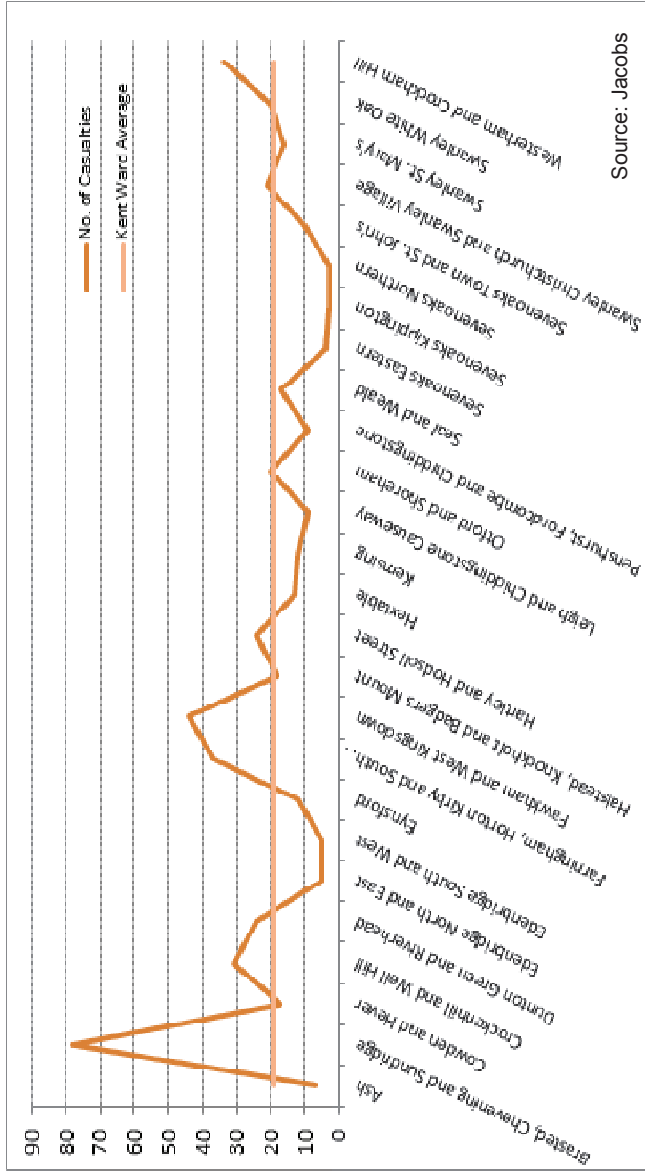 90
80
70
60
50
40
30
20
10
0
No. of Casualties
Kent Ward Average
Ash
Brasted, Chevening and Sundridge
Cowden and Hever
Crockenhill and Well Hill
Dunton Green and Riverhead
Edenbridge North and East
Edenbridge South and West
Eynsford
Farningham, Horton Kirby and South...
Fawkham and West Kingsdown
Halstead, Knockholt and Badgers Mount
Hartley and Hodsoll Street
Hextable
Kemsing
Leigh and Chiddingstone Causeway
Otford and Shoreham
Penshurst, Fordcombe and Chiddingstone
Seal and Weald
Sevenoaks Eastern
Sevenoaks Kippington
Sevenoaks Northern
Sevenoaks Town and St. John's
Swanley Christchurch and Swanley Village
Swanley St. Mary's
Swanley White Oak
Westerham and Crockham Hill
Source: Jacobs